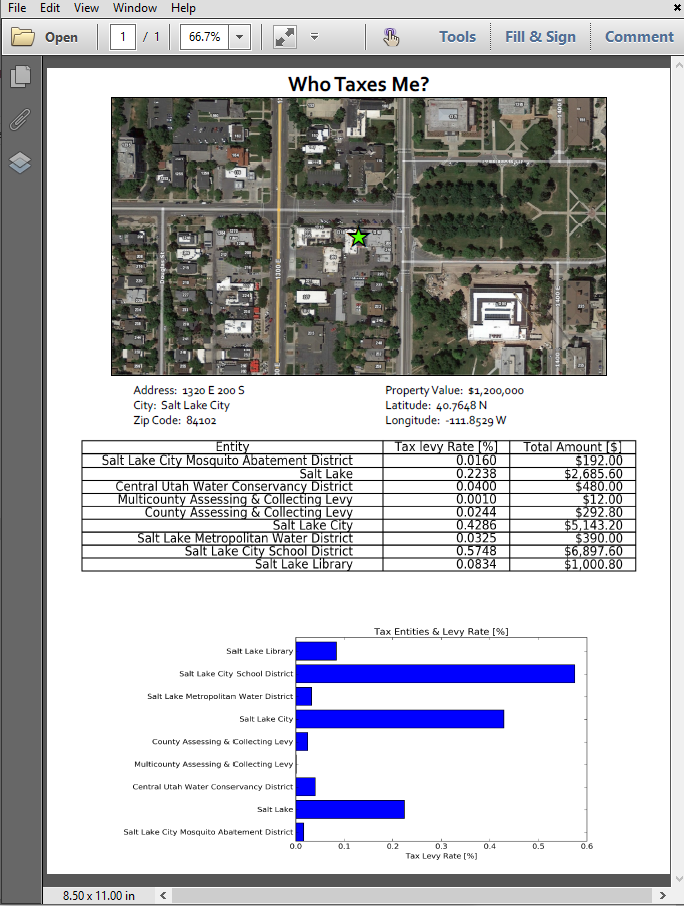 File Edit View Window Help
Open 1 / 1 66.7% Tools Fill & Sign Comment
Who Taxes Me?
1300 E
Douglas St
Address: 1320 E 200 S
City: Salt Lake City
Zip Code: 84102
Property Value: $1,200,000
Latitude: 40.7648 N
Longitude: -111.8529 W
Entity Tax levy Rate [%] Total Amount [$]
Salt Lake City Mosquito Abatement District 0.0160 $192.00
Salt Lake 0.2238 $2,685.60
Central Utah Water Conservancy District 0.0400 $480.00
Multicounty Assessing & Collecting Levy 0.0010 $12.00
County Assessing & Collecting Levy 0.0244 $292.80
Salt Lake City 0.4286 $5,143.20
Salt Lake Metropolitan Water District 0.0325 $390.00
Salt Lake City School District 0.5748 $6,897.60
Salt Lake Library 0.0834 $1,000.80
Tax Entities & Levy Rate [%]
Salt Lake Library
Salt Lake City School District
Salt Lake Metropolitan Water District
Salt Lake City
County Assessing & Collecting Levy
Multicounty Assessing & Collecting Levy
Central Utah Water Conservancy District
Salt Lake
Salt Lake City Mosquito Abatement District
0.0 0.1 0.2 0.3 0.4 0.5 0.6
Tax Levy Rate [%]
8.50 x 11.00 in